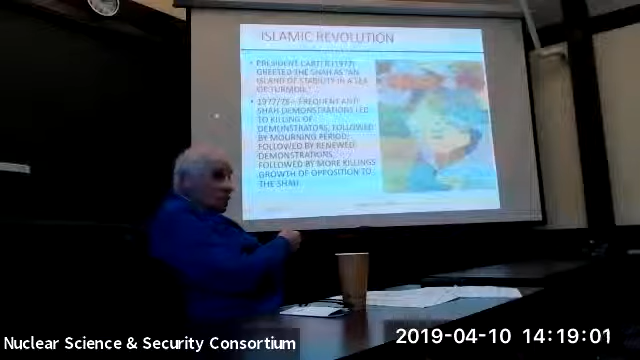 ISLAMIC REVOLUTION
• PRESIDENT CARTER (1977)
GREETED THE SHAH AS "AN
ISLAND OF STABILITY IN A SEA
OF TURMOIL"
• 1977/78 – FREQUENT ANTI-
SHAH DEMONSTRATIONS LED
TO KILLING OF
DEMONSTRATORS, FOLLOWED
BY MOURNING PERIOD,
FOLLOWED BY RENEWED
DEMONSTRATIONS,
FOLLOWED BY MORE KILLINGS
GROWTH OF OPPOSITION TO
THE SHAH
Nuclear Science & Security Consortium
2019-04-10 14:19:01